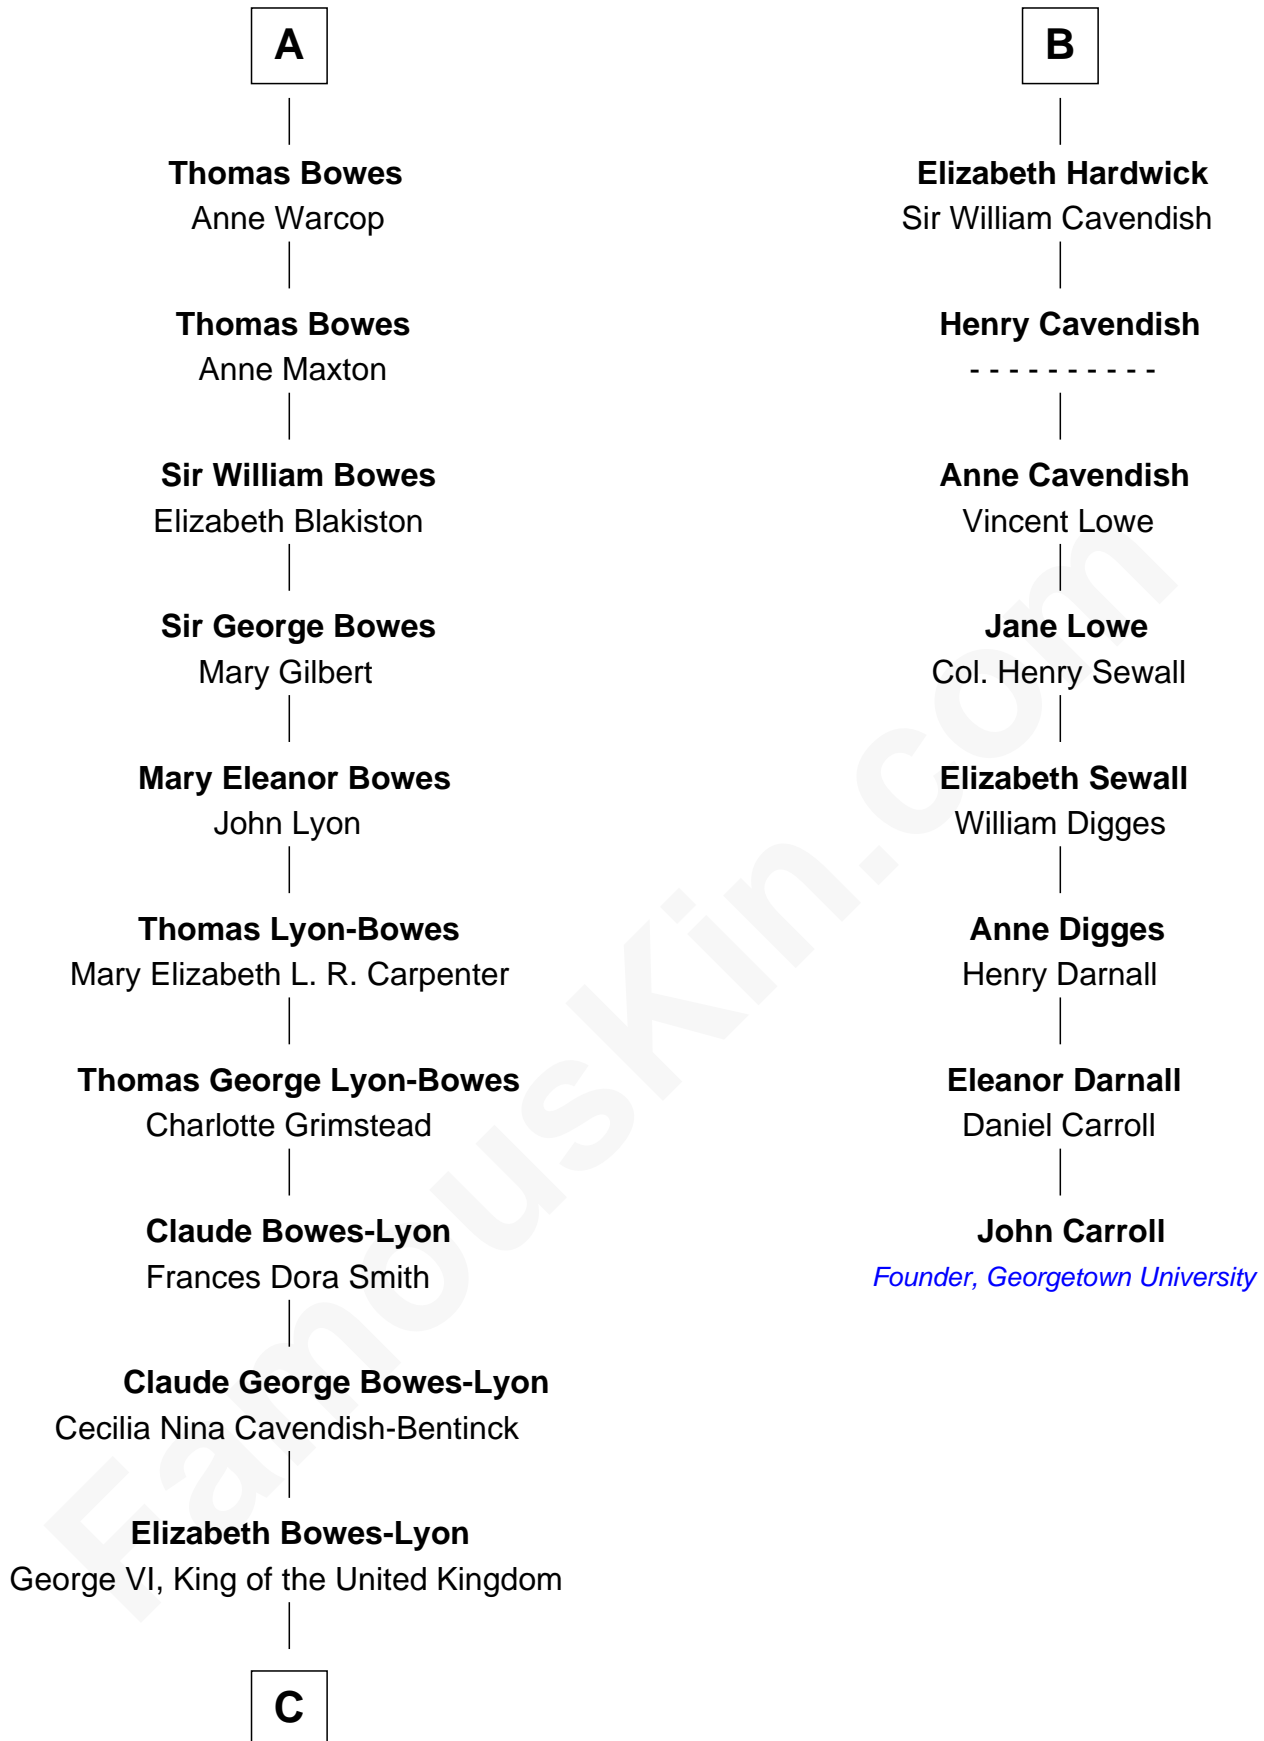 A
Thomas Bowes
Anne Warcop
Thomas Bowes
Anne Maxton
Sir William Bowes
Elizabeth Blakiston
Sir George Bowes
Mary Gilbert
Mary Eleanor Bowes
John Lyon
Thomas Lyon-Bowes
Mary Elizabeth L. R. Carpenter
Thomas George Lyon-Bowes
Charlotte Grimstead
Claude Bowes-Lyon
Frances Dora Smith
Claude George Bowes-Lyon
Cecilia Nina Cavendish-Bentinck
Elizabeth Bowes-Lyon
George VI, King of the United Kingdom
C
B
Elizabeth Hardwick
Sir William Cavendish
Henry Cavendish
- - - - - - - - - -
Anne Cavendish
Vincent Lowe
Jane Lowe
Col. Henry Sewall
Elizabeth Sewall
William Digges
Anne Digges
Henry Darnall
Eleanor Darnall
Daniel Carroll
John Carroll
Founder, Georgetown University
FamousKin.com